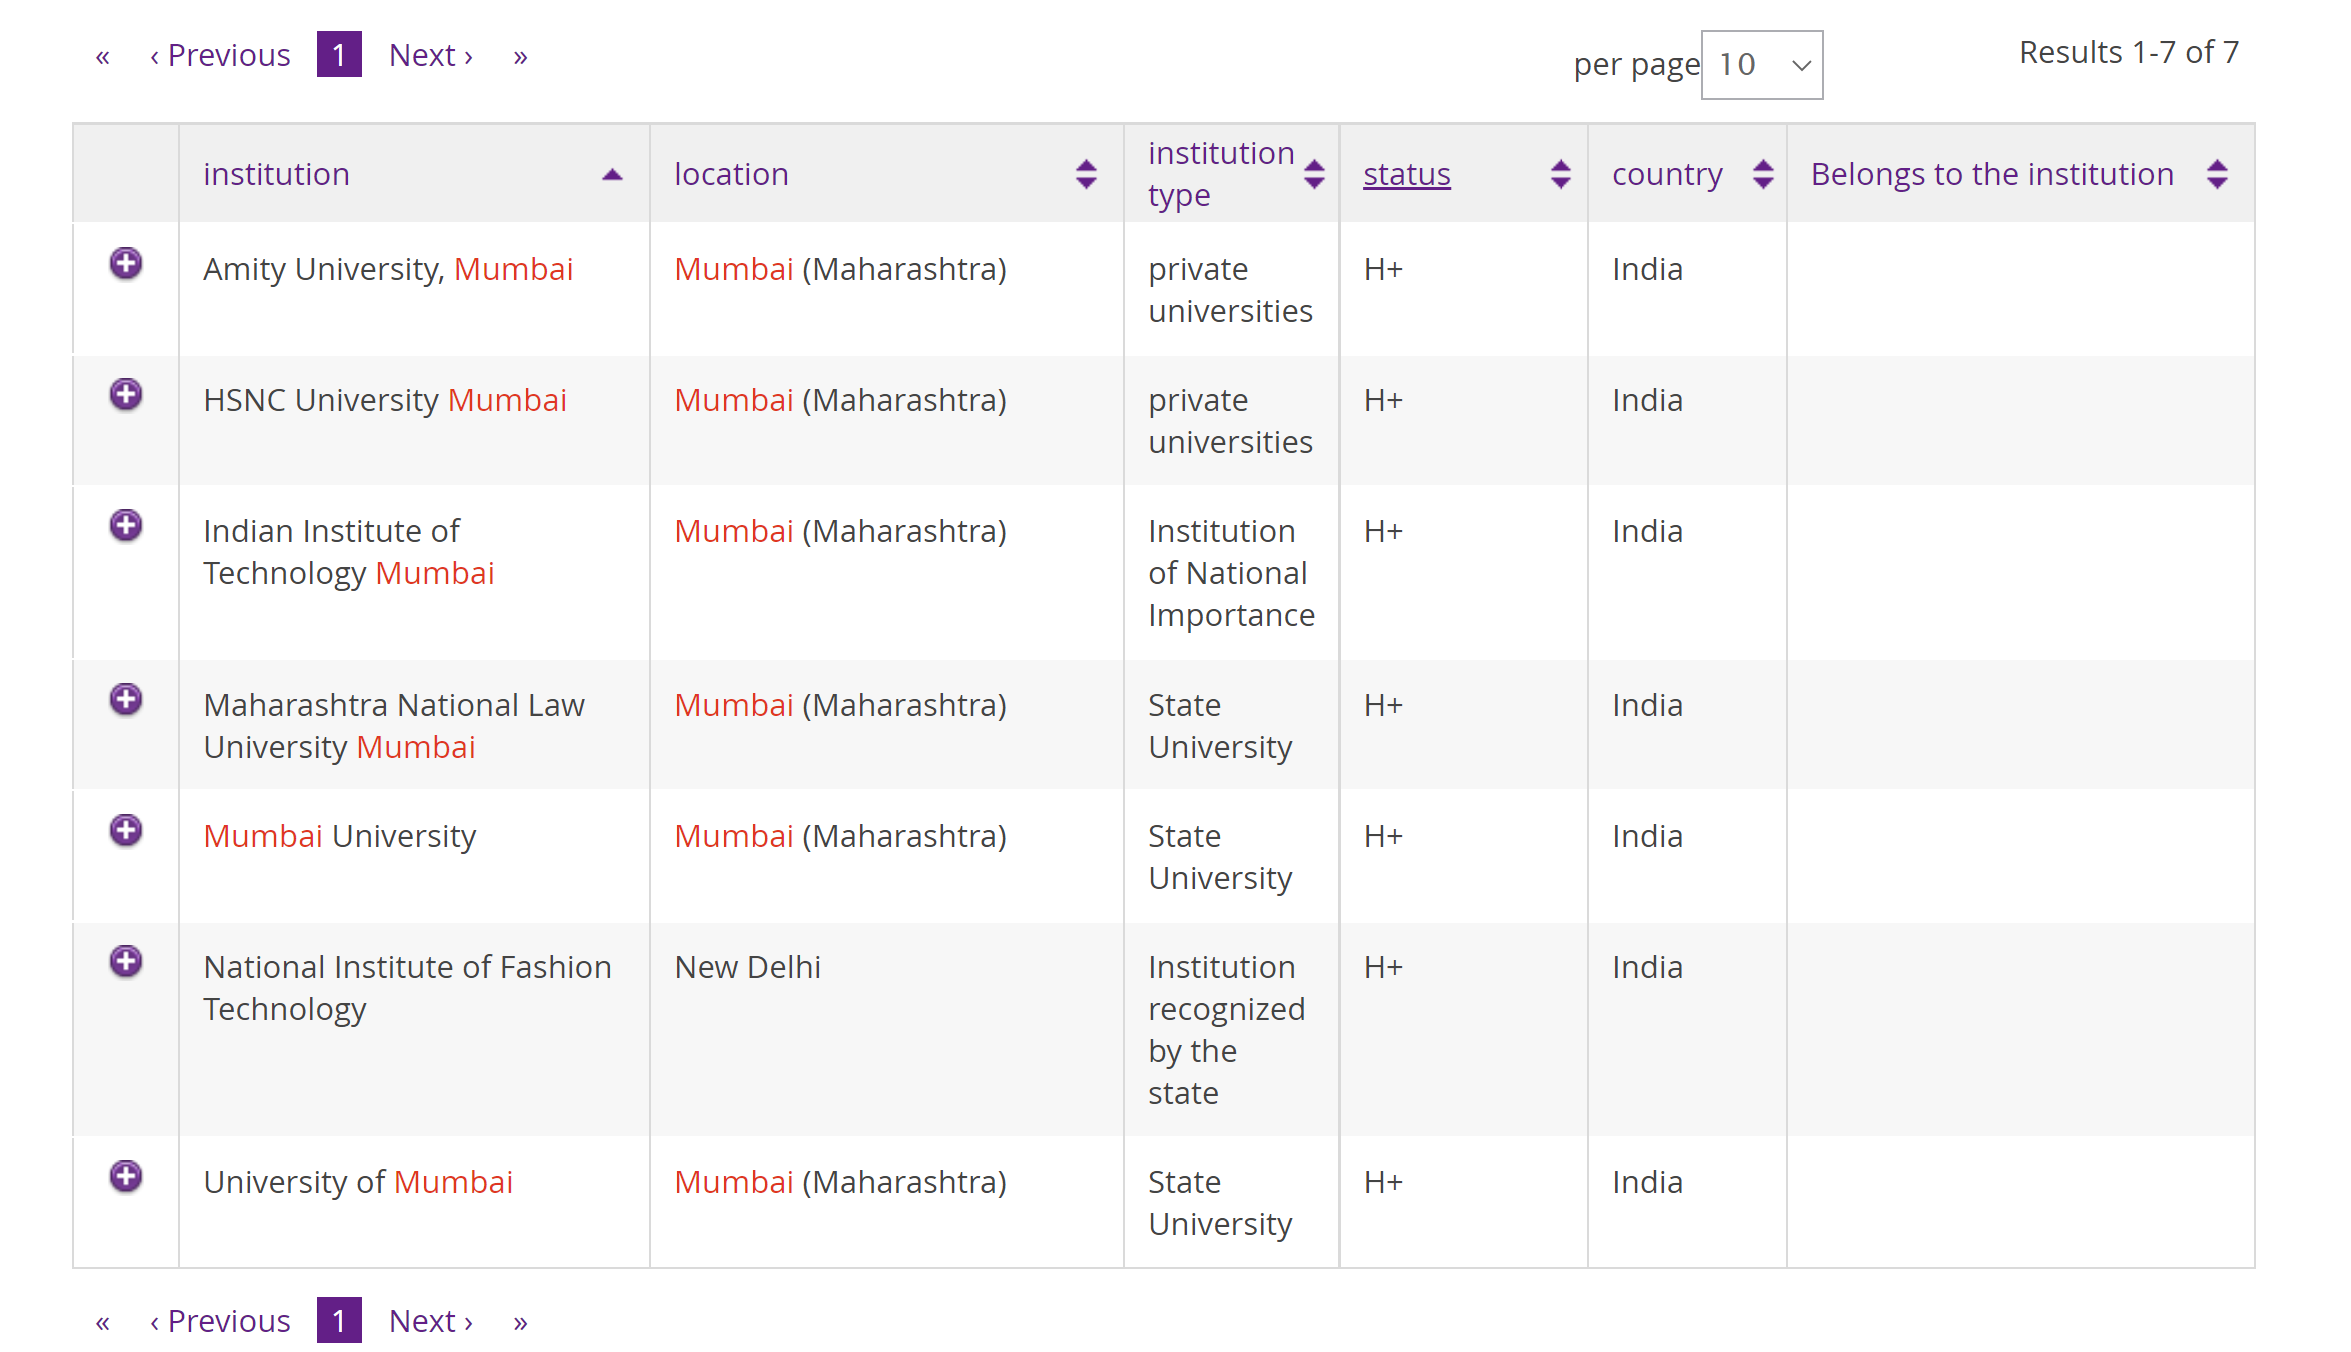 « ‹ Previous 1 Next › » per page 10 Results 1-7 of 7
institution location institution type status country Belongs to the institution
Amity University, Mumbai Mumbai (Maharashtra) private universities H+ India
HSNC University Mumbai Mumbai (Maharashtra) private universities H+ India
Indian Institute of Technology Mumbai Mumbai (Maharashtra) Institution of National Importance H+ India
Maharashtra National Law University Mumbai Mumbai (Maharashtra) State University H+ India
Mumbai University Mumbai (Maharashtra) State University H+ India
National Institute of Fashion Technology New Delhi Institution recognized by the state H+ India
University of Mumbai Mumbai (Maharashtra) State University H+ India
« ‹ Previous 1 Next › »